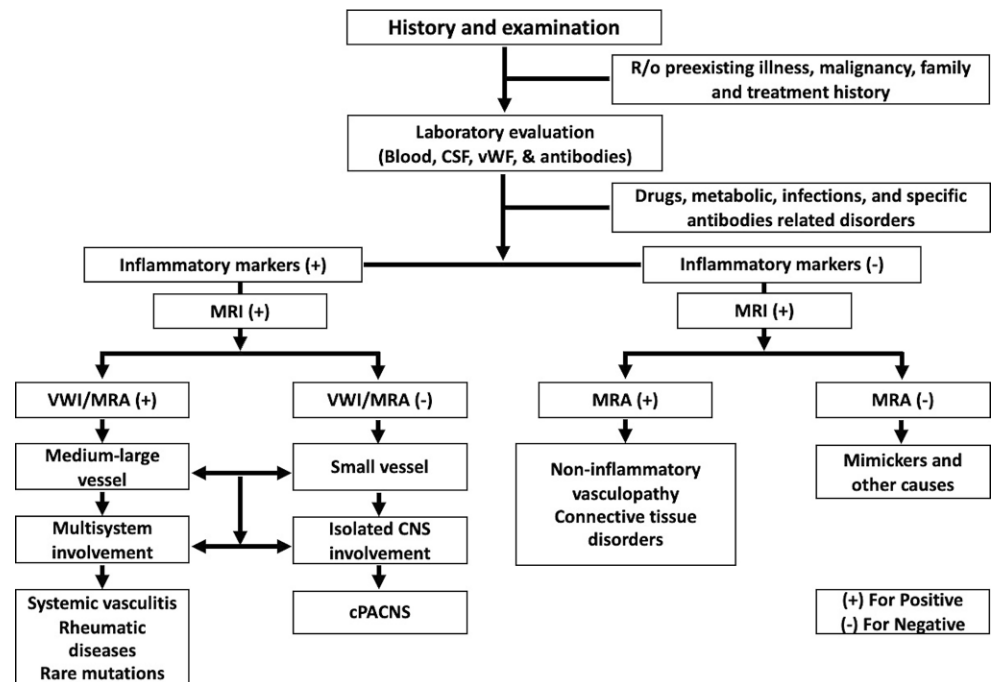 History and examination
R/o preexisting illness, malignancy, family
and treatment history
Laboratory evaluation
(Blood, CSF, vWF, & antibodies)
Drugs, metabolic, infections, and specific
antibodies related disorders
Inflammatory markers (+)
Inflammatory markers (-)
MRI (+)
MRI (+)
VWI/MRA (+)
VWI/MRA (-)
MRA (+)
MRA (-)
Medium-large
vessel
Small vessel
Non-inflammatory
vasculopathy
Connective tissue
disorders
Mimickers and
other causes
Multisystem
involvement
Isolated CNS
involvement
Systemic vasculitis
Rheumatic
diseases
Rare mutations
cPACNS
(+) For Positive
(-) For Negative